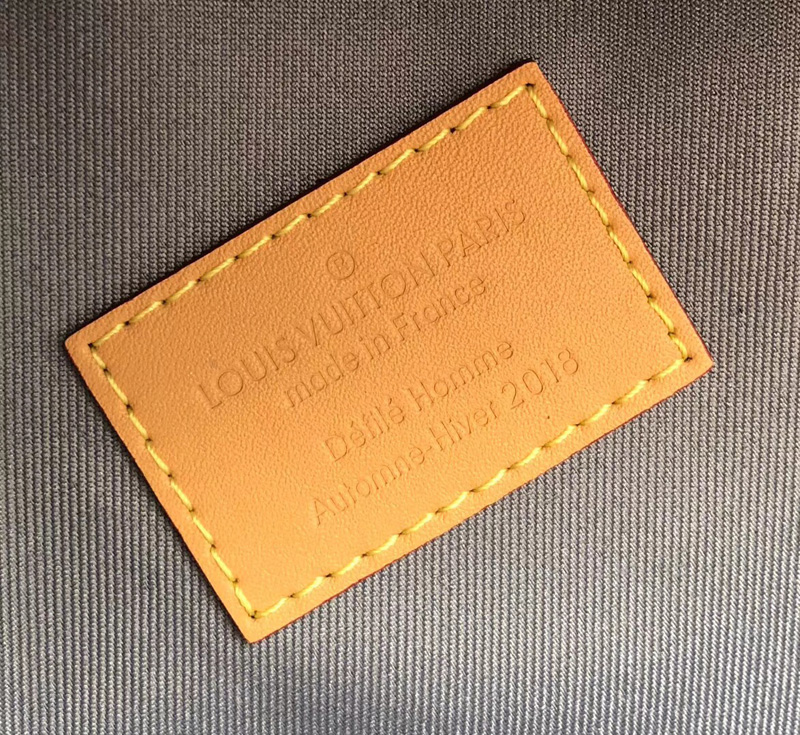 ®
LOUIS VUITTON PARIS
made in France
Défilé Homme
Automne-Hiver 2018